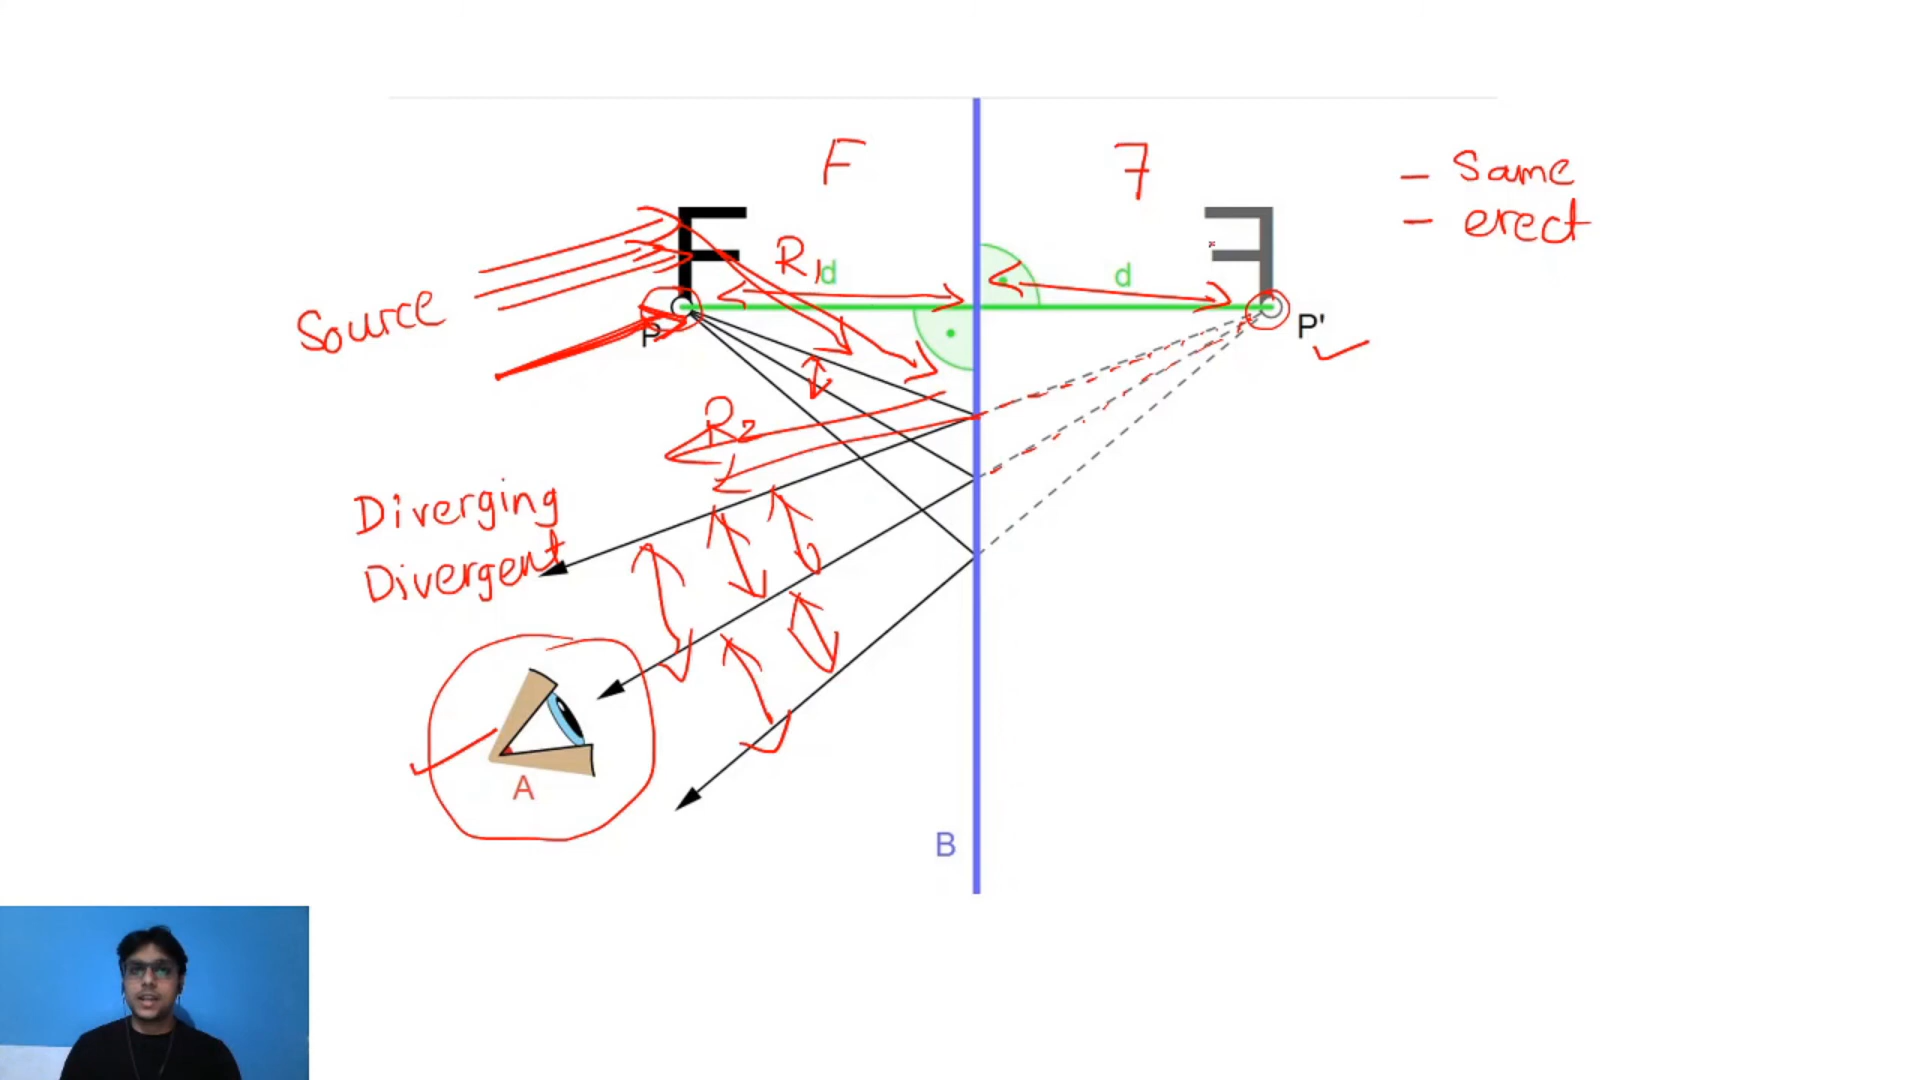 F
7
- Same
- erect
F
F
R1
d
d
Source
P
P'
R2
Diverging
Divergent
A
B